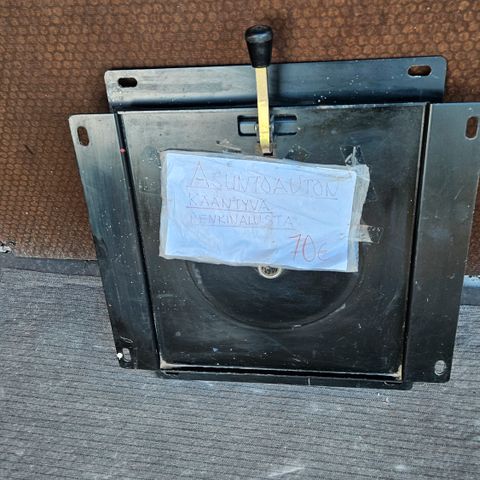 ASUNTOAUTON
KÄÄNTYVÄ
PENKINALUSTA
70€